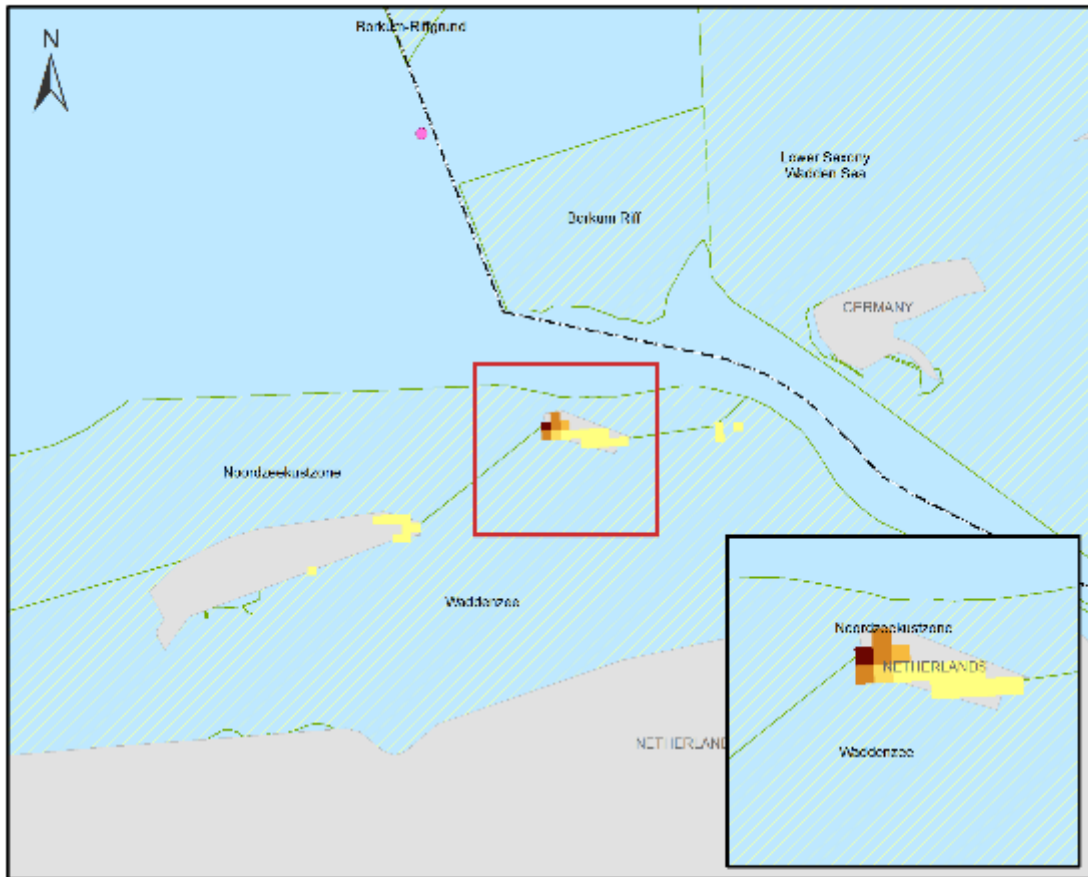 N
Borkum-Riffgrund
Lower Saxony
Wadden Sea
Borkum Riff
GERMANY
Noordzeekustzone
Waddenzee
NETHERLAND
Noordzeekustzone
NETHERLANDS
Waddenzee